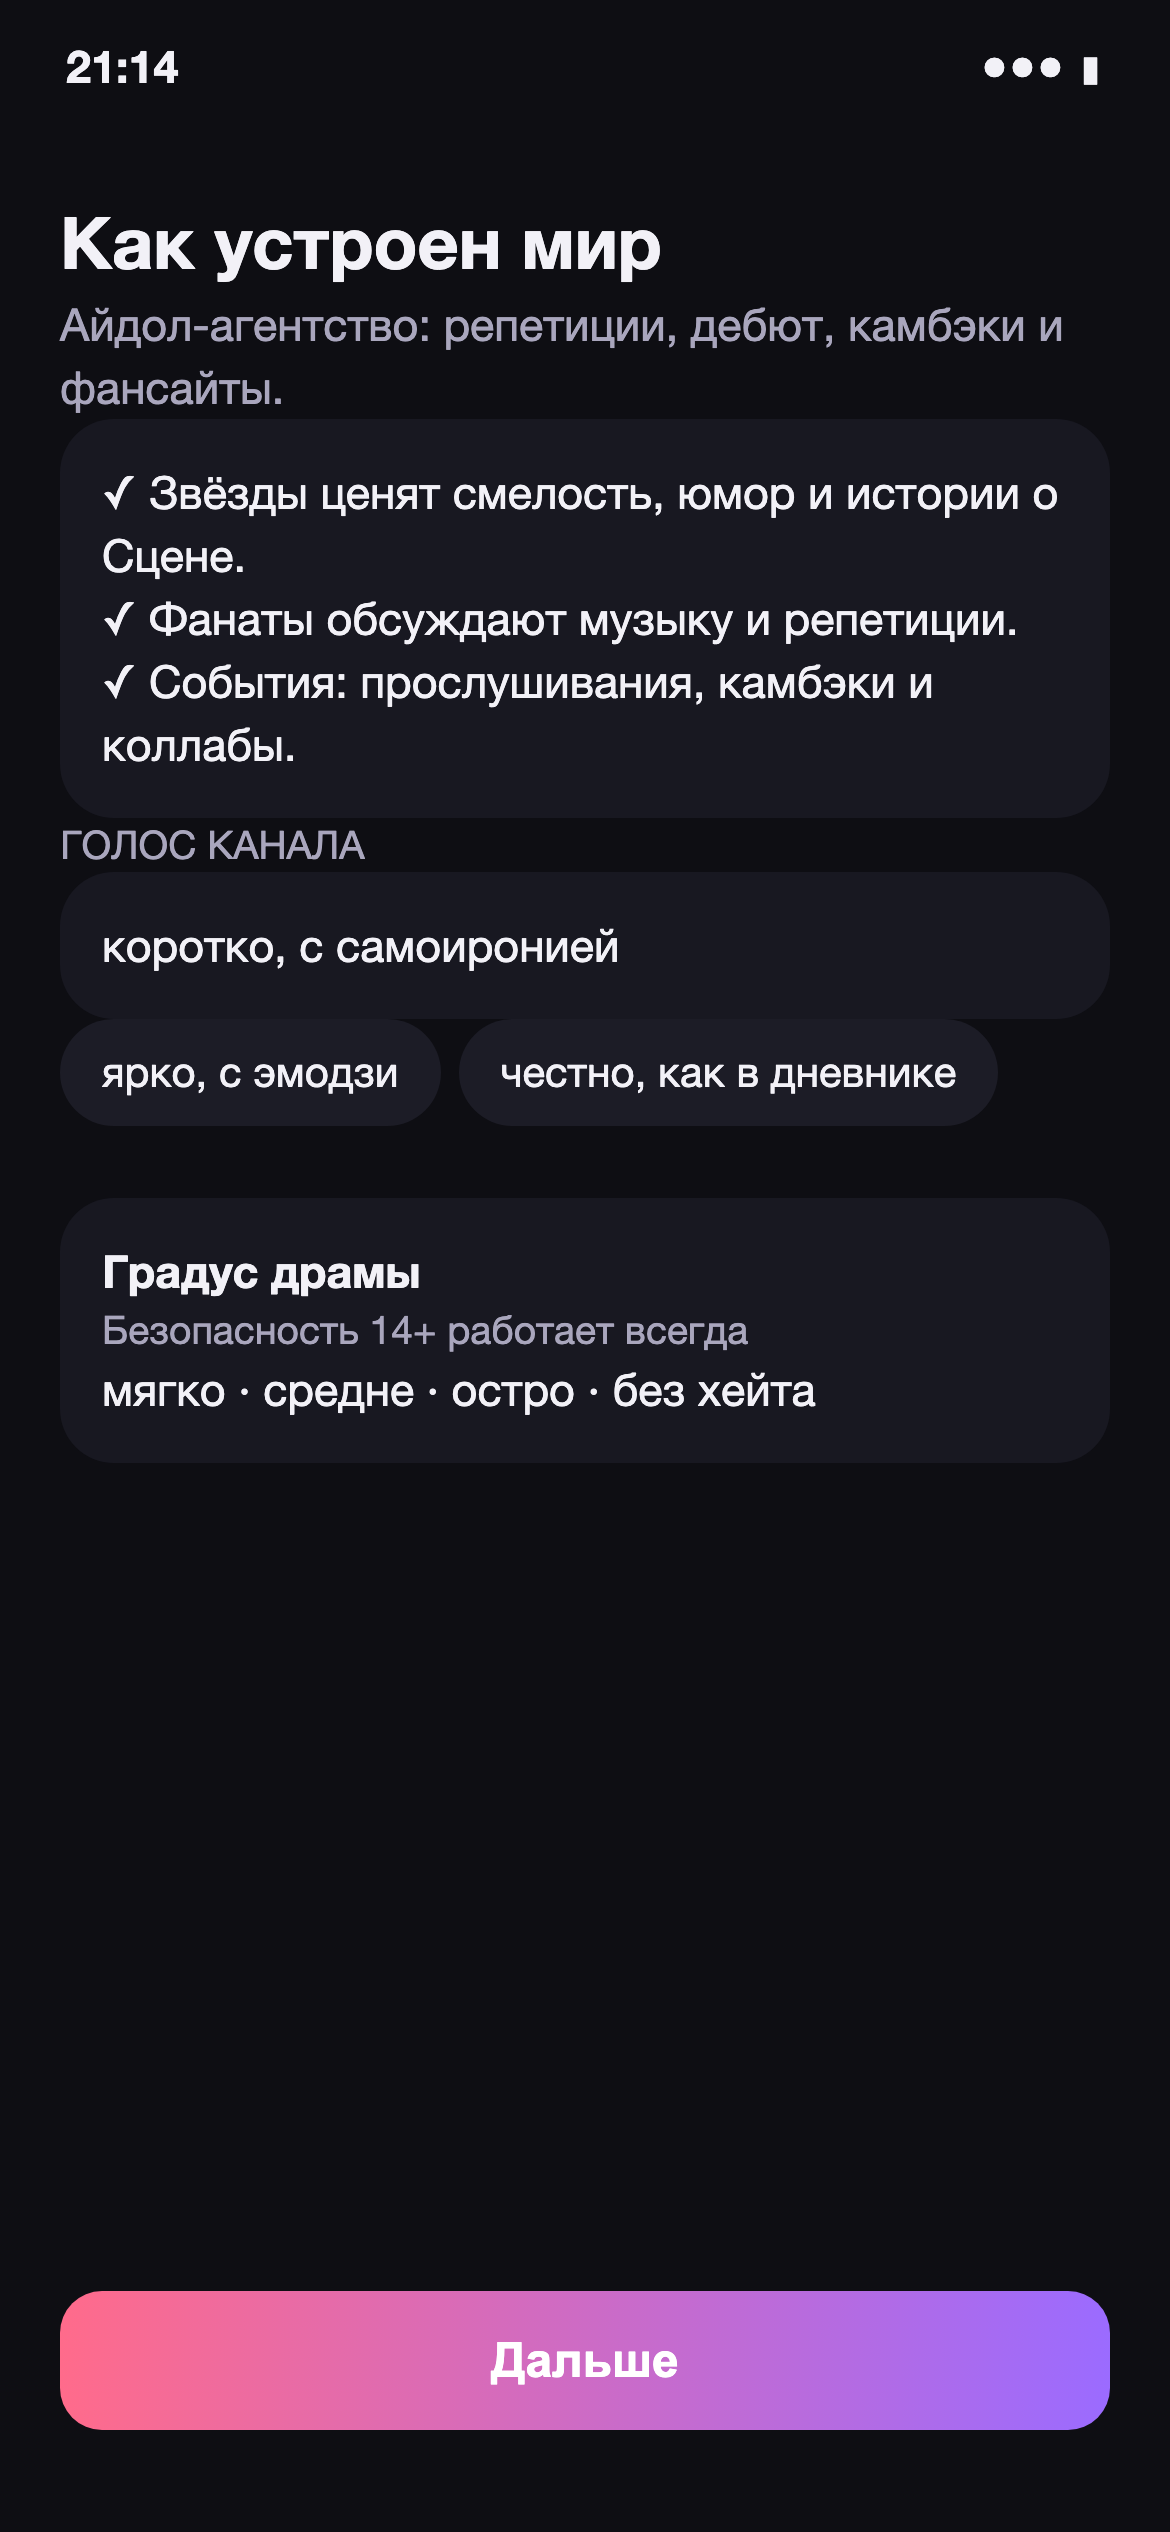 21:14
Как устроен мир
Айдол-агентство: репетиции, дебют, камбэки и
фансайты.
✓ Звёзды ценят смелость, юмор и истории о
Сцене.
✓ Фанаты обсуждают музыку и репетиции.
✓ События: прослушивания, камбэки и
коллабы.
ГОЛОС КАНАЛА
коротко, с самоиронией
ярко, с эмодзи
честно, как в дневнике
Градус драмы
Безопасность 14+ работает всегда
мягко · средне · остро · без хейта
Дальше